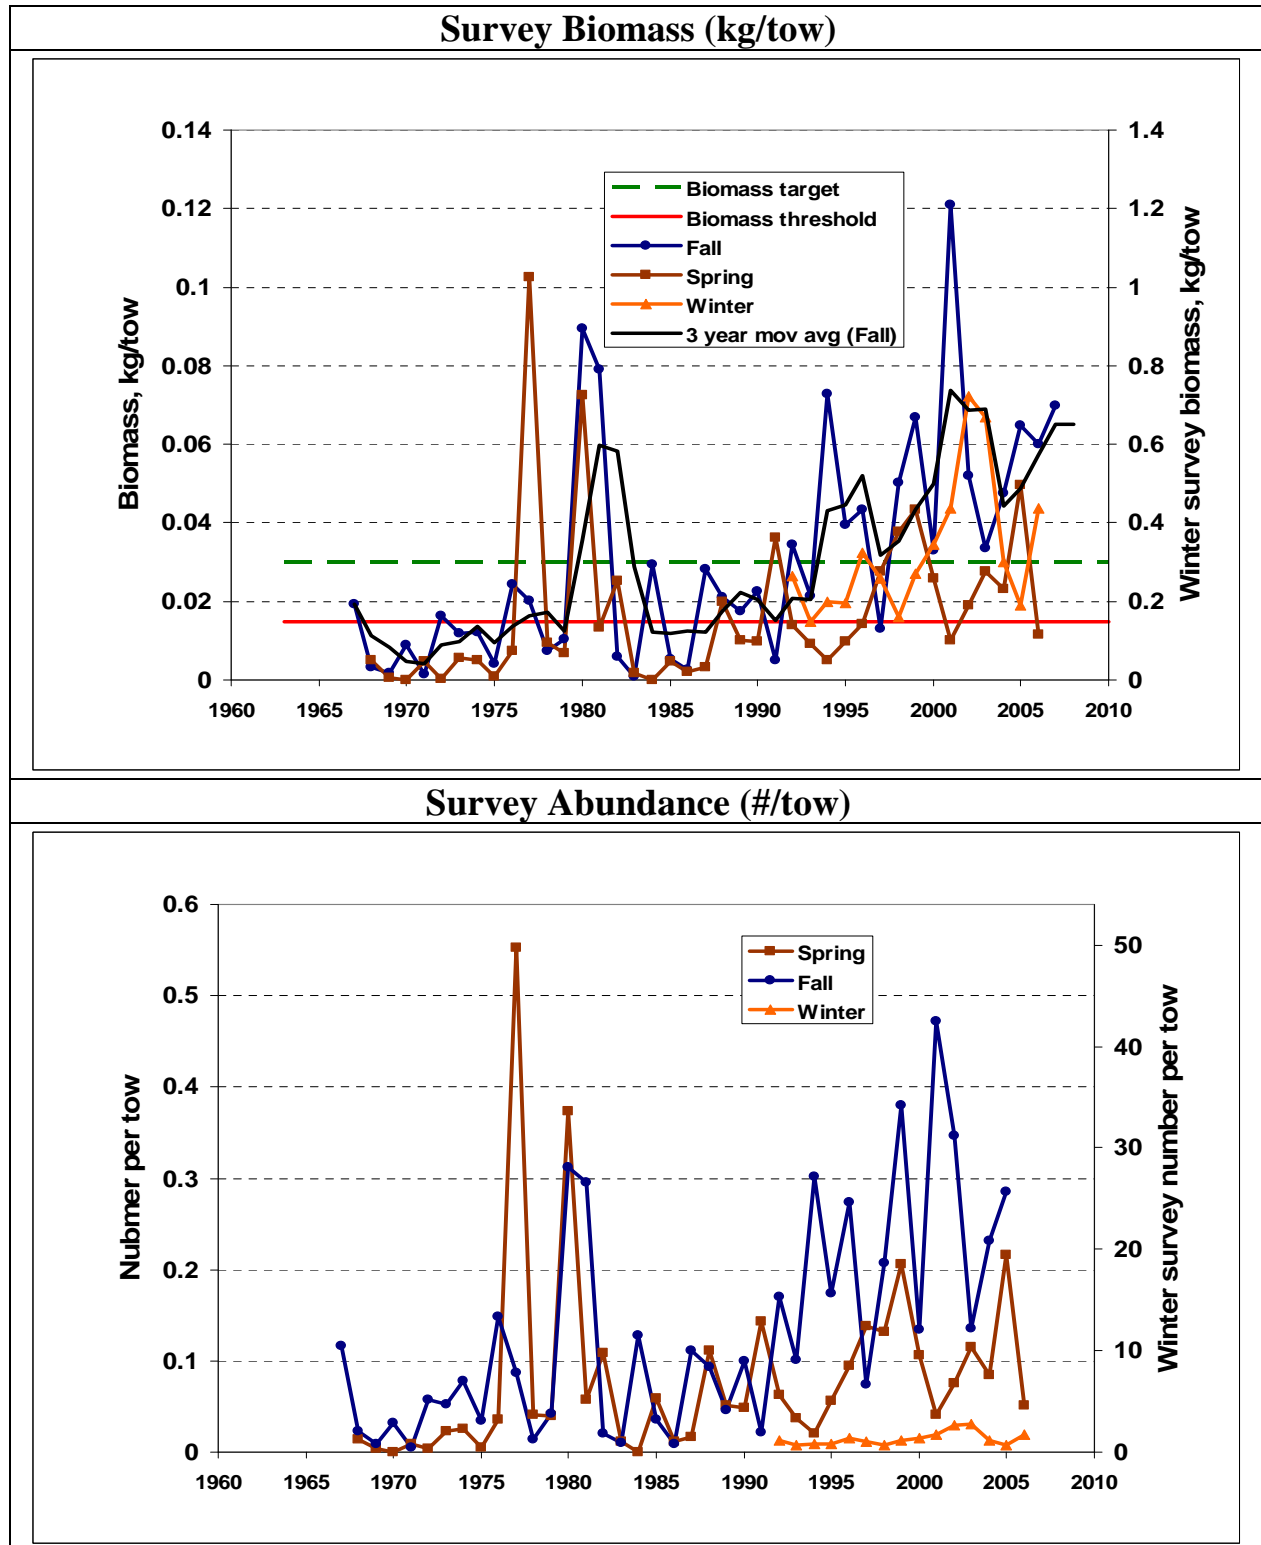 Survey Biomass (kg/tow)
0.14
0.12
0.1
0.08
0.06
0.04
0.02
0
Biomass, kg/tow
1.4
1.2
1
0.8
0.6
0.4
0.2
0
Winter survey biomass, kg/tow
Biomass target
Biomass threshold
Fall
Spring
Winter
3 year mov avg (Fall)
1960 1965 1970 1975 1980 1985 1990 1995 2000 2005 2010
Survey Abundance (#/tow)
0.6
0.5
0.4
0.3
0.2
0.1
0
Nubmer per tow
50
40
30
20
10
0
Winter survey number per tow
Spring
Fall
Winter
1960 1965 1970 1975 1980 1985 1990 1995 2000 2005 2010